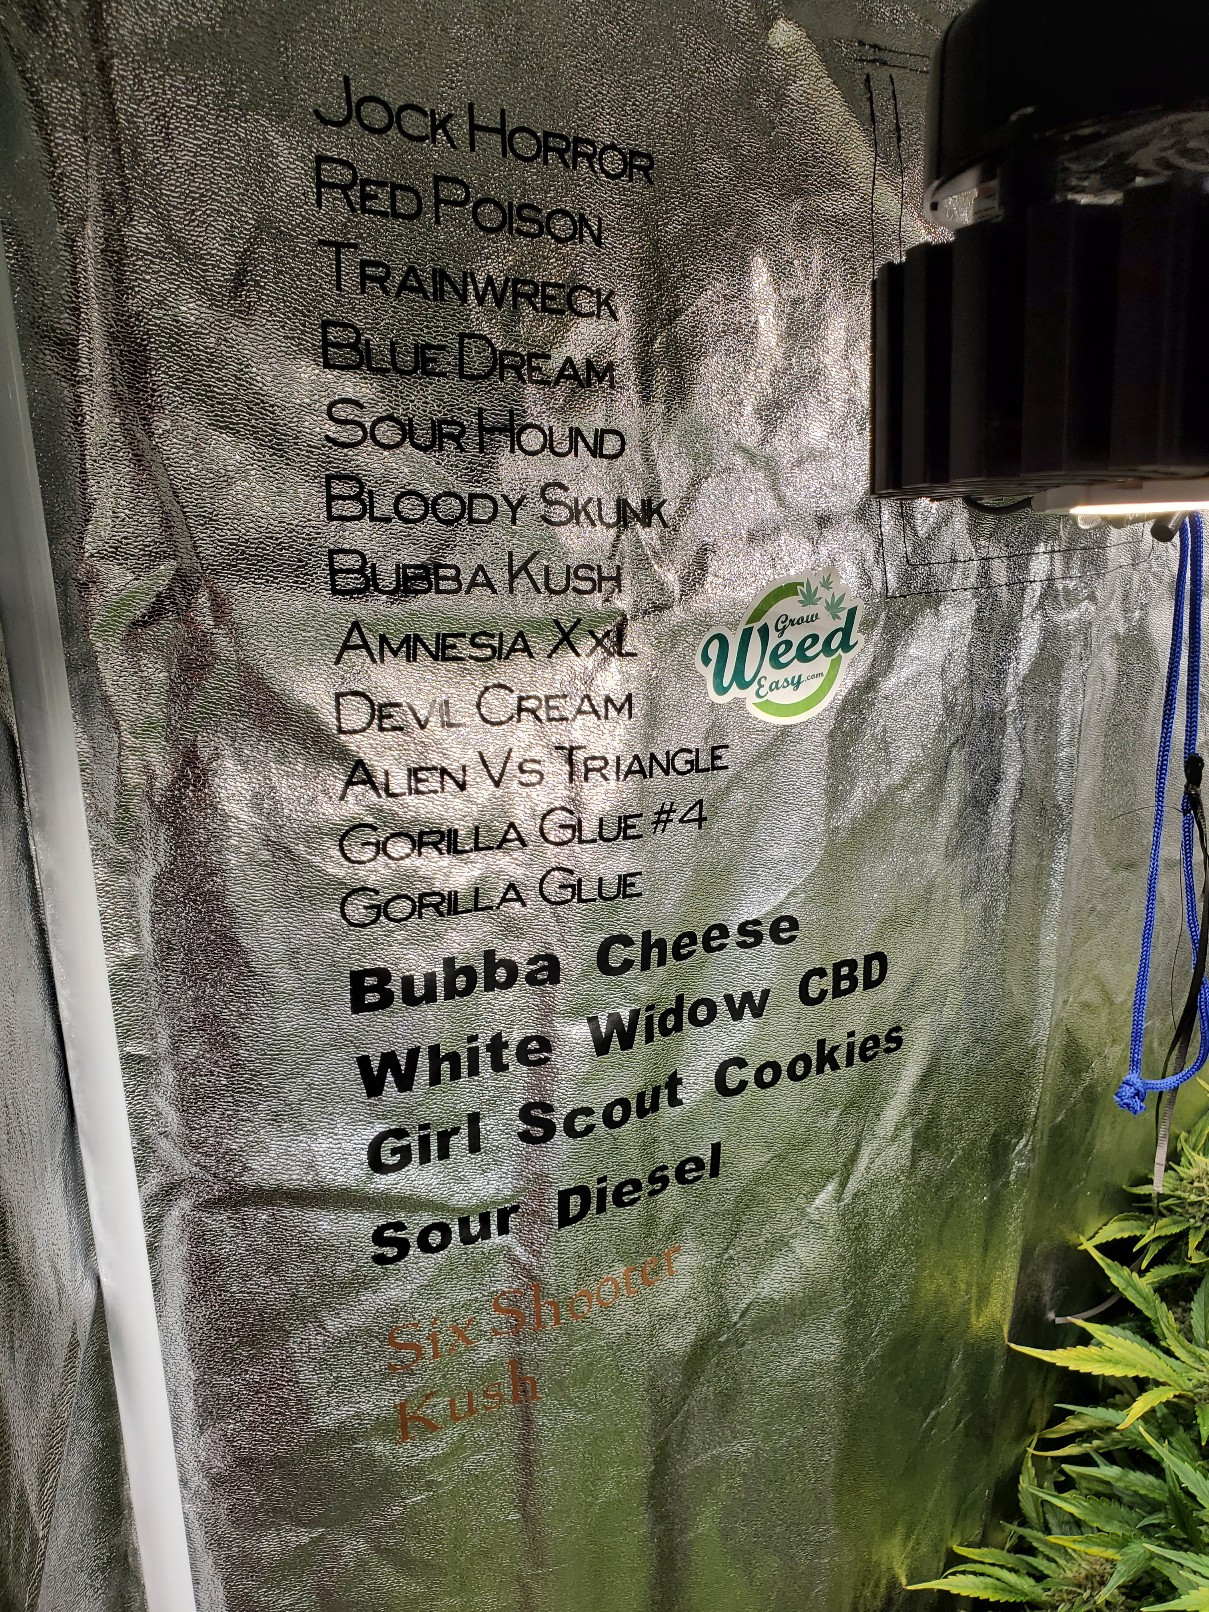 JOCK HORROR
RED POISON
TRAINWRECK
BLUE DREAM
SOUR HOUND
BLOODY SKUNK
BUBBA KUSH
AMNESIA XXL
DEVIL CREAM
ALIEN VS TRIANGLE
GORILLA GLUE #4
GORILLA GLUE
Bubba Cheese
White Widow CBD
Girl Scout Cookies
Sour Diesel
Six Shooter
Kush
Grow
Weed
Easy.com